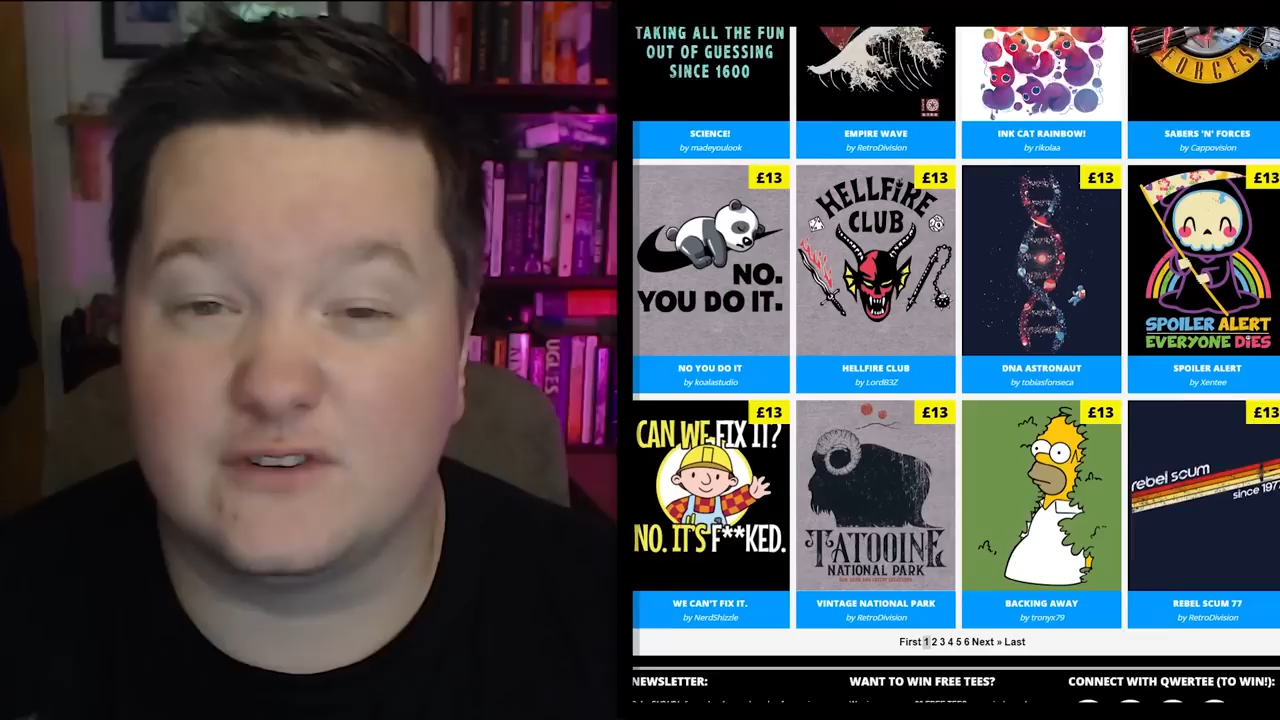 TAKING ALL THE FUN
OUT OF GUESSING
SINCE 1600
FORCES
SCIENCE!
by madeyoulook
EMPIRE WAVE
by RetroDivision
INK CAT RAINBOW!
by rikolaa
SABERS 'N' FORCES
by Cappovision
£13
NO.
YOU DO IT.
£13
HELLFIRE
CLUB
£13
£13
SPOILER ALERT
EVERYONE DIES
NO YOU DO IT
by koalastudio
HELLFIRE CLUB
by LordB3Z
DNA ASTRONAUT
by tobiasfonseca
SPOILER ALERT
by Xentee
£13
CAN WE FIX IT?
NO. IT'S F**KED.
£13
TATOOINE
NATIONAL PARK
£13
£13
rebel scum
since 197
WE CAN'T FIX IT.
by NerdShizzle
VINTAGE NATIONAL PARK
by RetroDivision
BACKING AWAY
by tronyx79
REBEL SCUM 77
by RetroDivision
First 1 2 3 4 5 6 Next » Last
NEWSLETTER:
WANT TO WIN FREE TEES?
CONNECT WITH QWERTEE (TO WIN!):
UGLIES